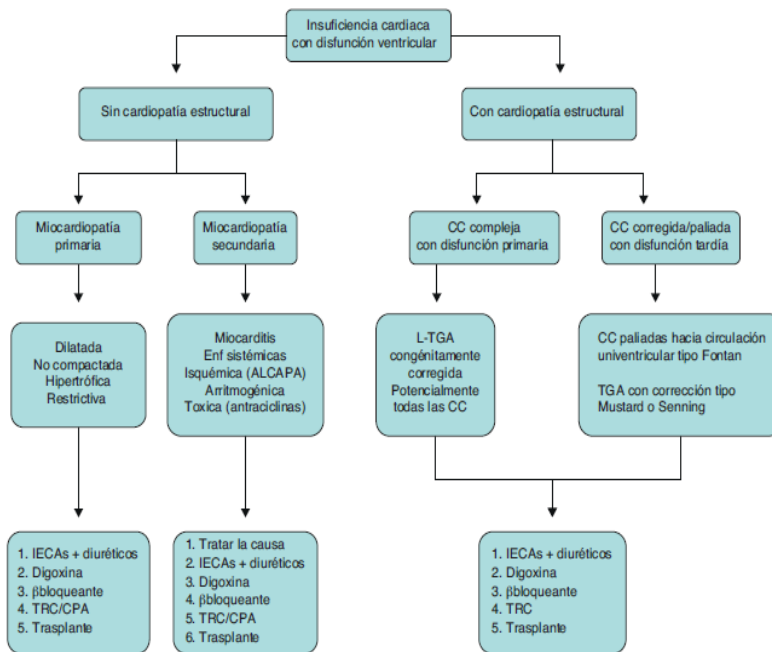 Insuficiencia cardiaca
con disfunción ventricular
Sin cardiopatía estructural
Con cardiopatía estructural
Miocardiopatía
primaria
Miocardiopatía
secundaria
CC compleja
con disfunción primaria
CC corregida/paliada
con disfunción tardía
Dilatada
No compactada
Hipertrófica
Restrictiva
Miocarditis
Enf sistémicas
Isquémica (ALCAPA)
Arritmogénica
Toxica (antraciclinas)
L-TGA
congénitamente
corregida
Potencialmente
todas las CC
CC paliadas hacia circulación
univentricular tipo Fontan
TGA con corrección tipo
Mustard o Senning
1. IECAs + diuréticos
2. Digoxina
3. βbloqueante
4. TRC/CPA
5. Trasplante
1. Tratar la causa
2. IECAs + diuréticos
3. Digoxina
4. βbloqueante
5. TRC/CPA
6. Trasplante
1. IECAs + diuréticos
2. Digoxina
3. βbloqueante
4. TRC
5. Trasplante